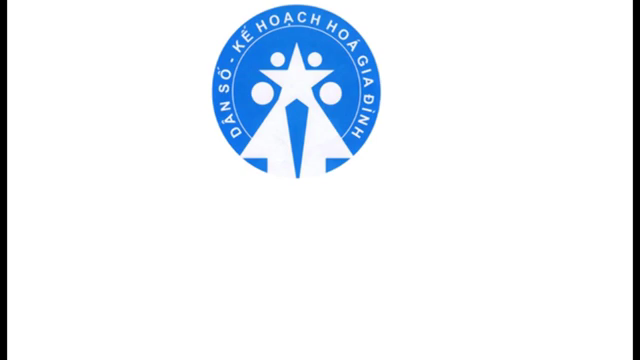 DÂN SỐ - KẾ HOẠCH HOÁ GIA ĐÌNH